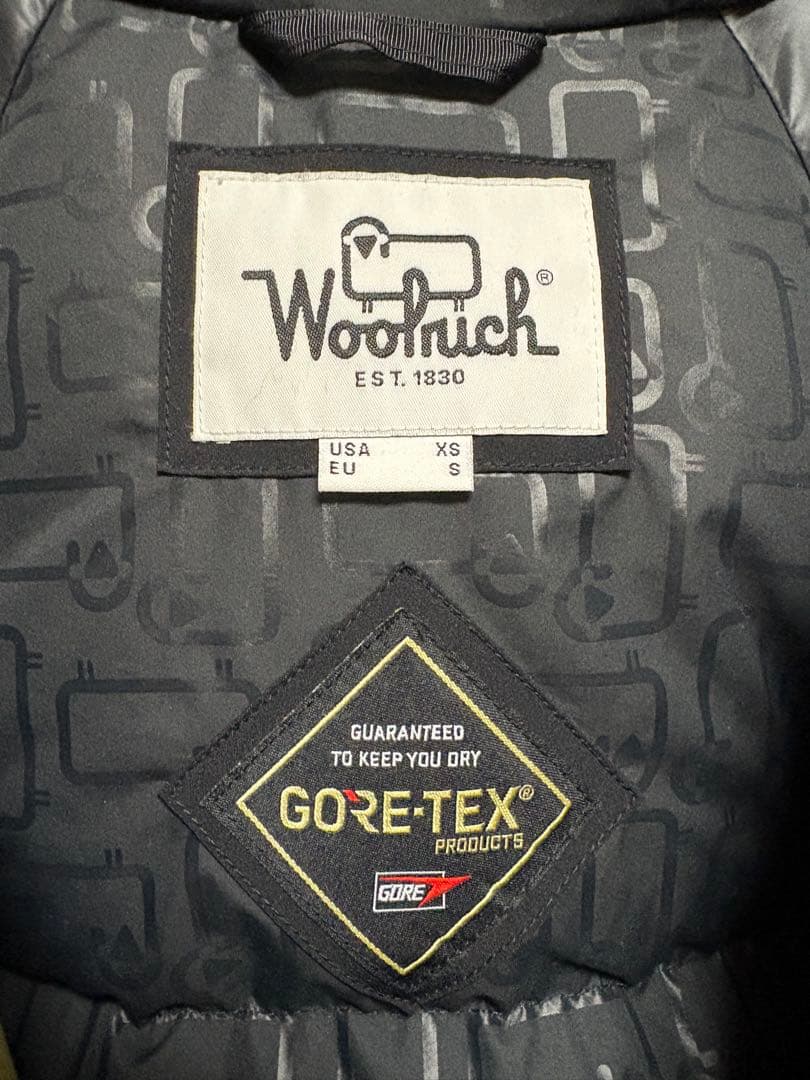 Woolrich®
EST. 1830
USA XS
EU S
GUARANTEED
TO KEEP YOU DRY
GORE-TEX®
PRODUCTS
GORE